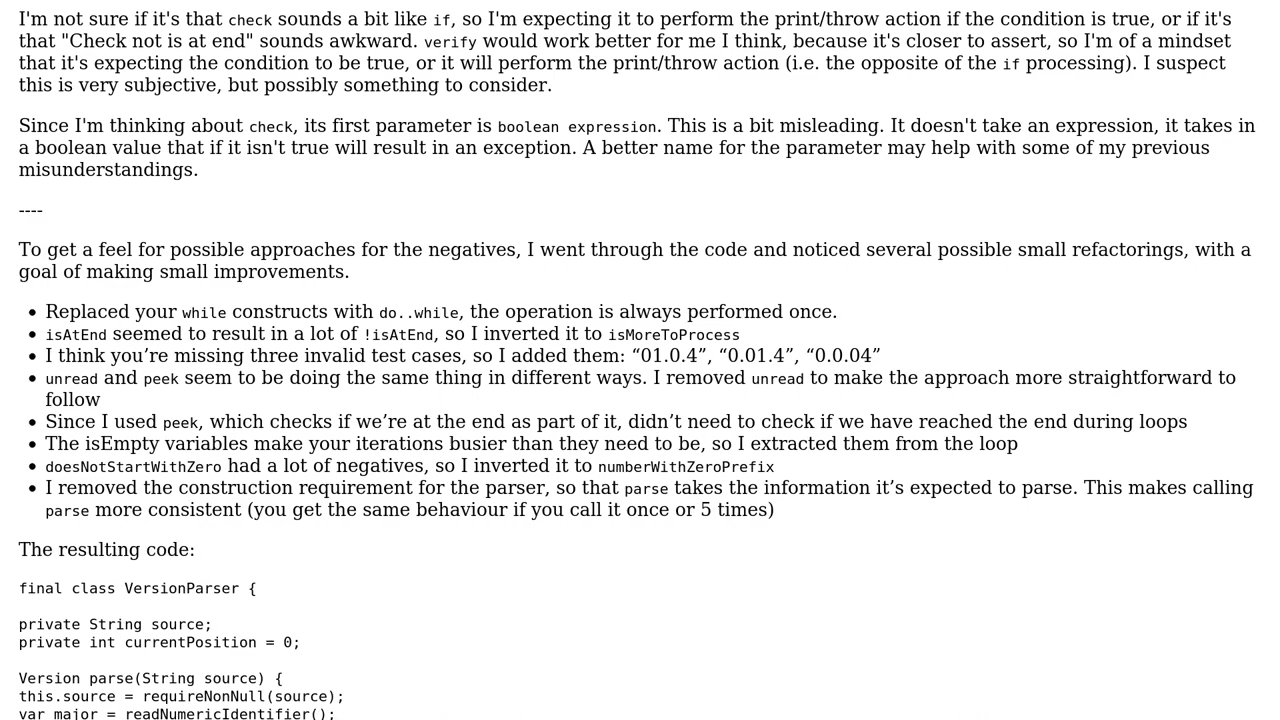 I'm not sure if it's that check sounds a bit like if, so I'm expecting it to perform the print/throw action if the condition is true, or if it's
that "Check not is at end" sounds awkward. verify would work better for me I think, because it's closer to assert, so I'm of a mindset
that it's expecting the condition to be true, or it will perform the print/throw action (i.e. the opposite of the if processing). I suspect
this is very subjective, but possibly something to consider.
Since I'm thinking about check, its first parameter is boolean expression. This is a bit misleading. It doesn't take an expression, it takes in
a boolean value that if it isn't true will result in an exception. A better name for the parameter may help with some of my previous
misunderstandings.
----
To get a feel for possible approaches for the negatives, I went through the code and noticed several possible small refactorings, with a
goal of making small improvements.
• Replaced your while constructs with do..while, the operation is always performed once.
• isAtEnd seemed to result in a lot of !isAtEnd, so I inverted it to isMoreToProcess
• I think you’re missing three invalid test cases, so I added them: “01.0.4”, “0.01.4”, “0.0.04”
• unread and peek seem to be doing the same thing in different ways. I removed unread to make the approach more straightforward to
follow
• Since I used peek, which checks if we’re at the end as part of it, didn’t need to check if we have reached the end during loops
• The isEmpty variables make your iterations busier than they need to be, so I extracted them from the loop
• doesNotStartWithZero had a lot of negatives, so I inverted it to numberWithZeroPrefix
• I removed the construction requirement for the parser, so that parse takes the information it’s expected to parse. This makes calling
parse more consistent (you get the same behaviour if you call it once or 5 times)
The resulting code:
final class VersionParser {
private String source;
private int currentPosition = 0;
Version parse(String source) {
this.source = requireNonNull(source);
var major = readNumericIdentifier();